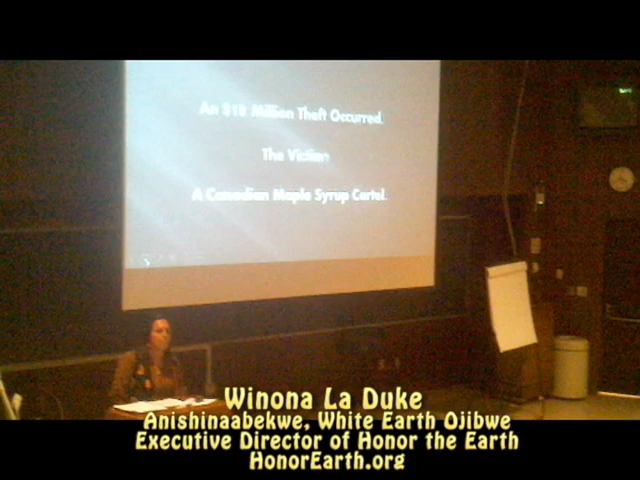 An $18 Million Theft Occurred.
The Victim:
A Canadian Maple Syrup Cartel.
Winona La Duke
Anishinaabekwe, White Earth Ojibwe
Executive Director of Honor the Earth
HonorEarth.org